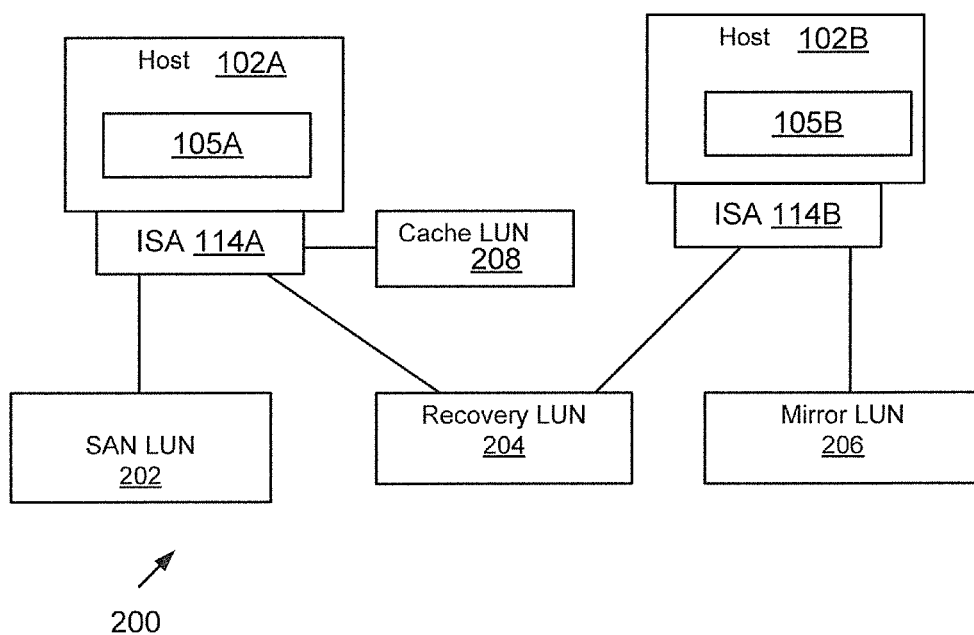 Host 102A
105A
ISA 114A
Host 102B
105B
ISA 114B
Cache LUN
208
SAN LUN
202
Recovery LUN
204
Mirror LUN
206
200